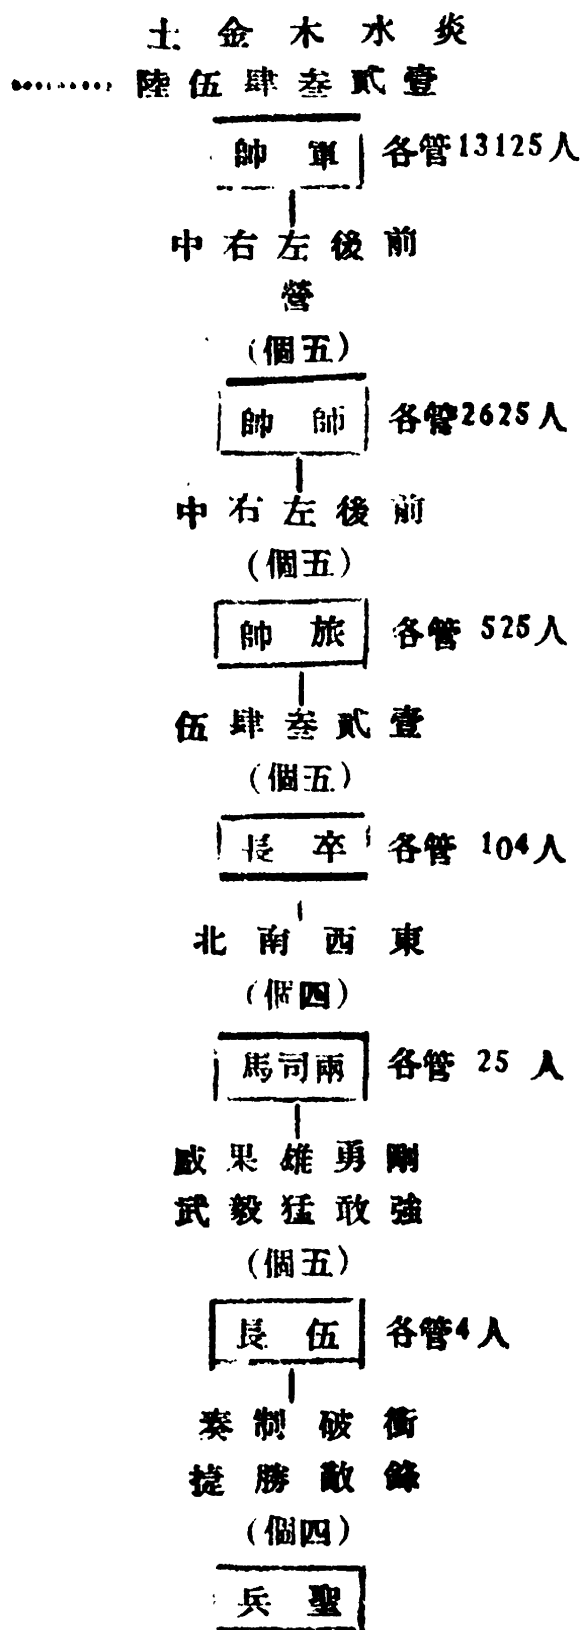 炎水木金土
壹貳叁肆伍陸………
軍帥 各管13125人
前後左右中
營
(五個)
師帥 各管2625人
前後左右中
(五個)
旅帥 各管 525人
壹貳叁肆伍
(五個)
卒長 各管 104人
東西南北
(四個)
兩司馬 各管 25 人
剛勇雄果威
強敢猛毅武
(五個)
伍長 各管4人
衝破制奏
鋒敵勝捷
(四個)
聖兵